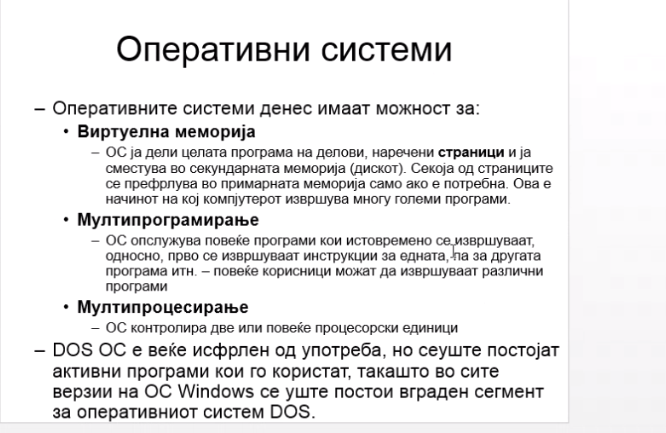 Оперативни системи
– Оперативните системи денес имаат можност за:
• Виртуелна меморија
– ОС ја дели целата програма на делови, наречени страници и ја
сместува во секундарната меморија (дискот). Секоја од страниците
се префрлува во примарната меморија само ако е потребна. Ова е
начинот на кој компјутерот извршува многу големи програми.
• Мултипрограмирање
– ОС опслужува повеќе програми кои истовремено се извршуваат,
односно, прво се извршуваат инструкции за едната, па за другата
програма итн. – повеќе корисници можат да извршуваат различни
програми
• Мултипроцесирање
– ОС контролира две или повеќе процесорски единици
– DOS ОС е веќе исфрлен од употреба, но сеуште постојат
активни програми кои го користат, такашто во сите
верзии на ОС Windows се уште постои вграден сегмент
за оперативниот систем DOS.